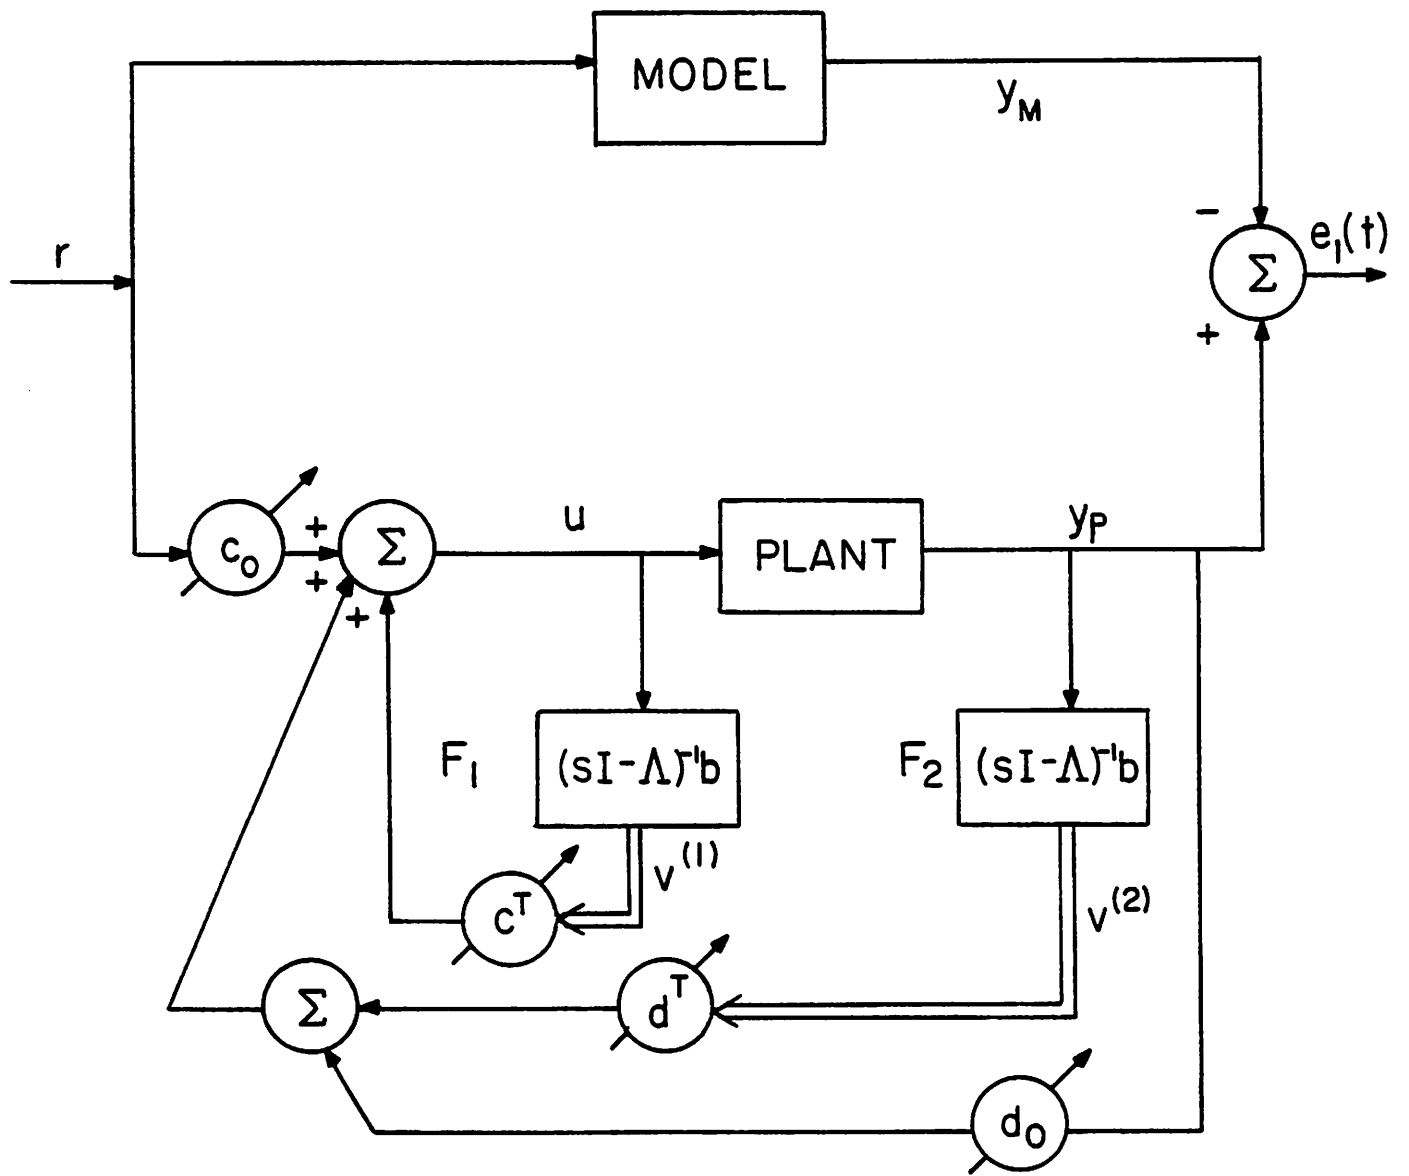 MODEL
y_M
r
-
e_1(t)
Σ
+
c_0
+
+
+
Σ
u
PLANT
y_P
F_1
(sI-Λ)^-1 b
F_2
(sI-Λ)^-1 b
v^(1)
c^T
v^(2)
Σ
d^T
d_0